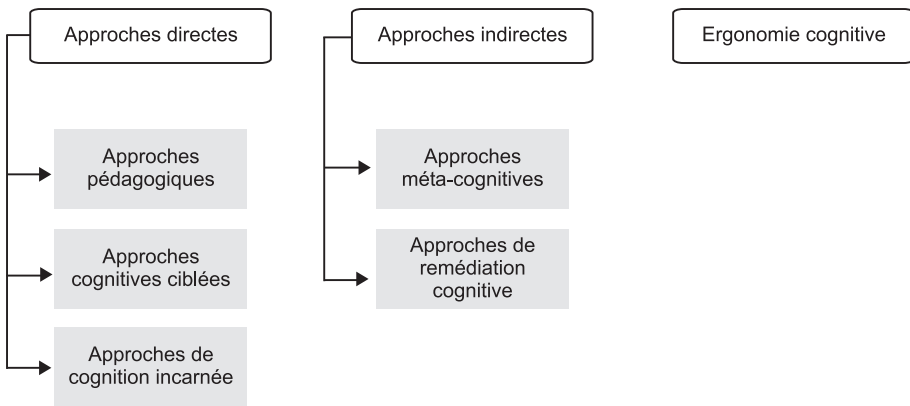 Approches directes
Approches
pédagogiques
Approches
cognitives ciblées
Approches de
cognition incarnée
Approches indirectes
Approches
méta-cognitives
Approches de
remédiation
cognitive
Ergonomie cognitive